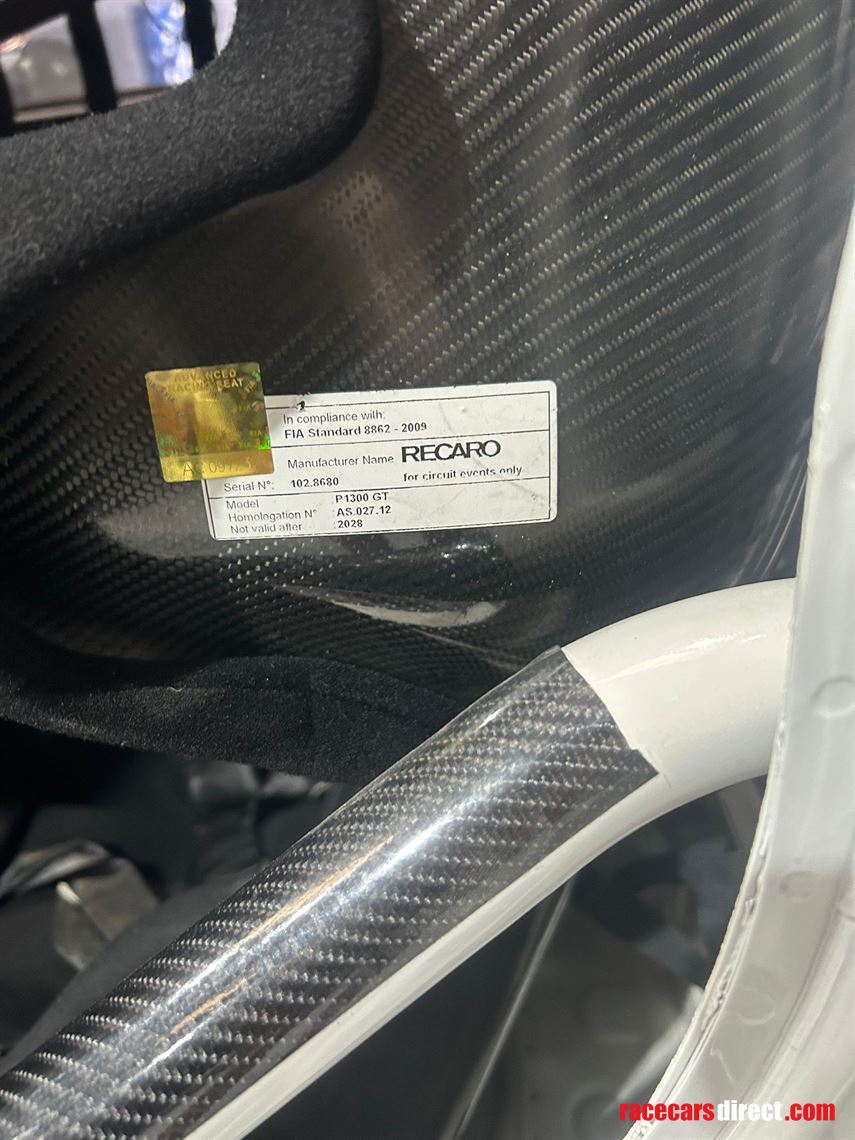 ADVANCED
RACING SEAT
FIA
In compliance with:
FIA Standard 8862 - 2009
Manufacturer Name RECARO
Serial N°: 102.8680 for circuit events only
Model : P1300 GT
Homologation N° : AS.027.12
Not valid after : 2028
racecarsdirect.com